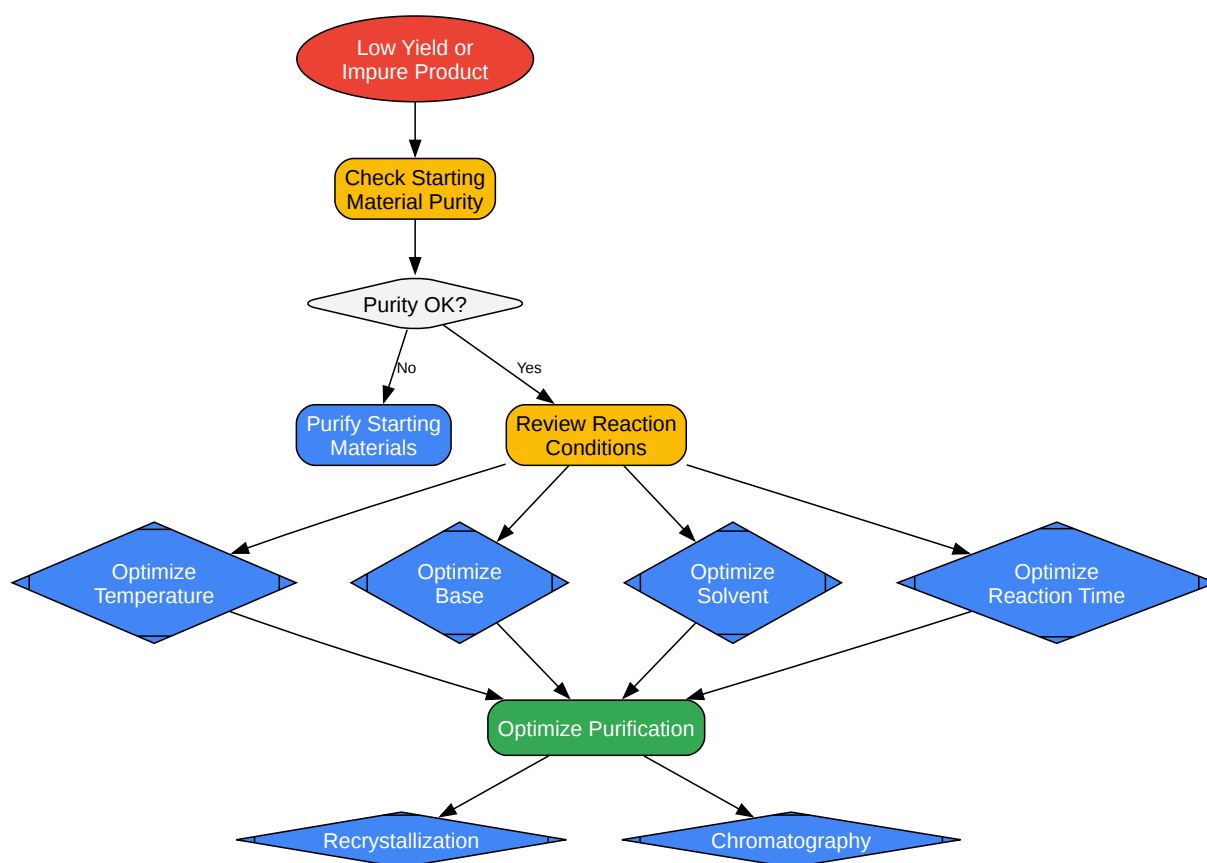 Low Yield or
Impure Product
Check Starting
Material Purity
Purity OK?
No
Yes
Purify Starting
Materials
Review Reaction
Conditions
Optimize
Temperature
Optimize
Base
Optimize
Solvent
Optimize
Reaction Time
Optimize Purification
Recrystallization
Chromatography